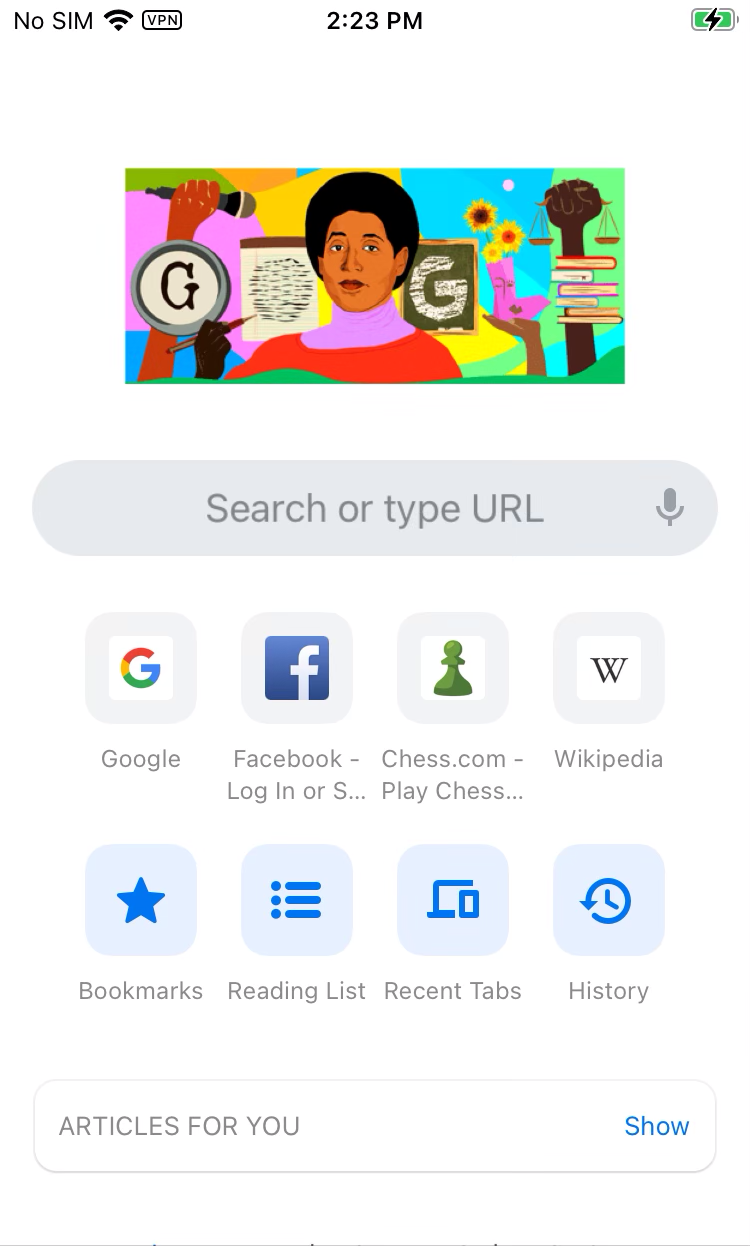 No SIM VPN 2:23 PM
G G
Search or type URL
G f W
Google Facebook - Chess.com - Wikipedia
Log In or S... Play Chess...
Bookmarks Reading List Recent Tabs History
ARTICLES FOR YOU Show